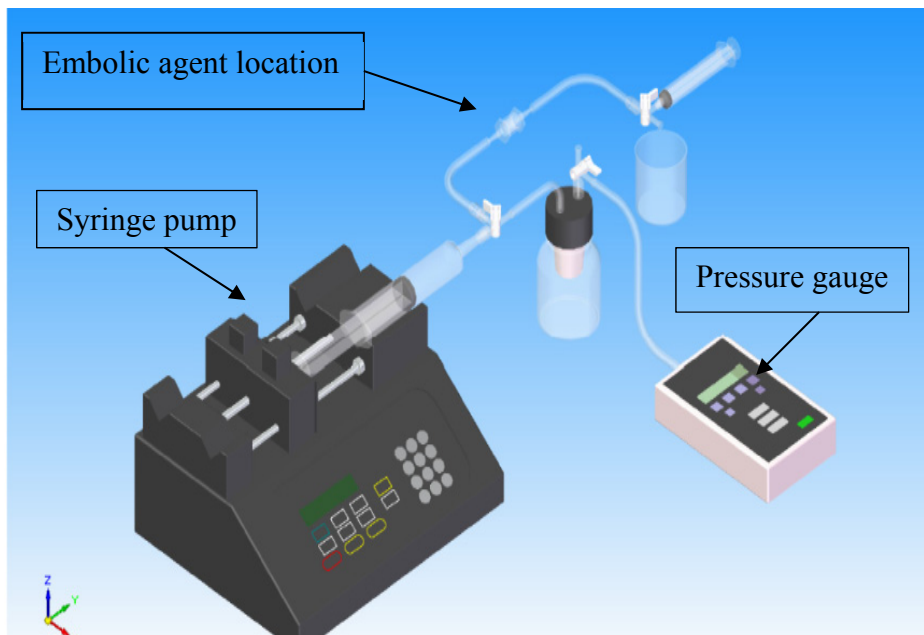 Embolic agent location
Syringe pump
Pressure gauge
Z
Y